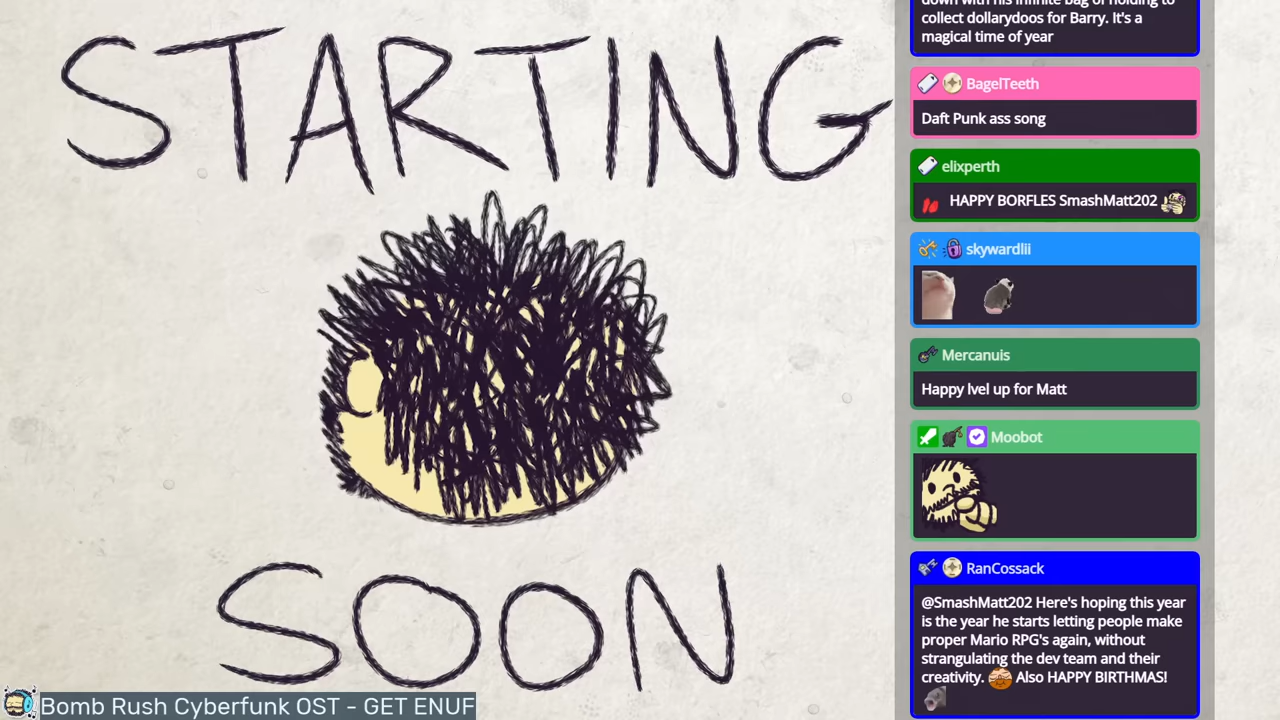 STARTING
SOON
Bomb Rush Cyberfunk OST - GET ENUF
collect dollarydoos for Barry. It's a
magical time of year
BagelTeeth
Daft Punk ass song
elixperth
HAPPY BORFLES SmashMatt202
skywardlii
Mercanuis
Happy lvel up for Matt
Moobot
RanCossack
@SmashMatt202 Here's hoping this year
is the year he starts letting people make
proper Mario RPG's again, without
strangulating the dev team and their
creativity. Also HAPPY BIRTHMAS!